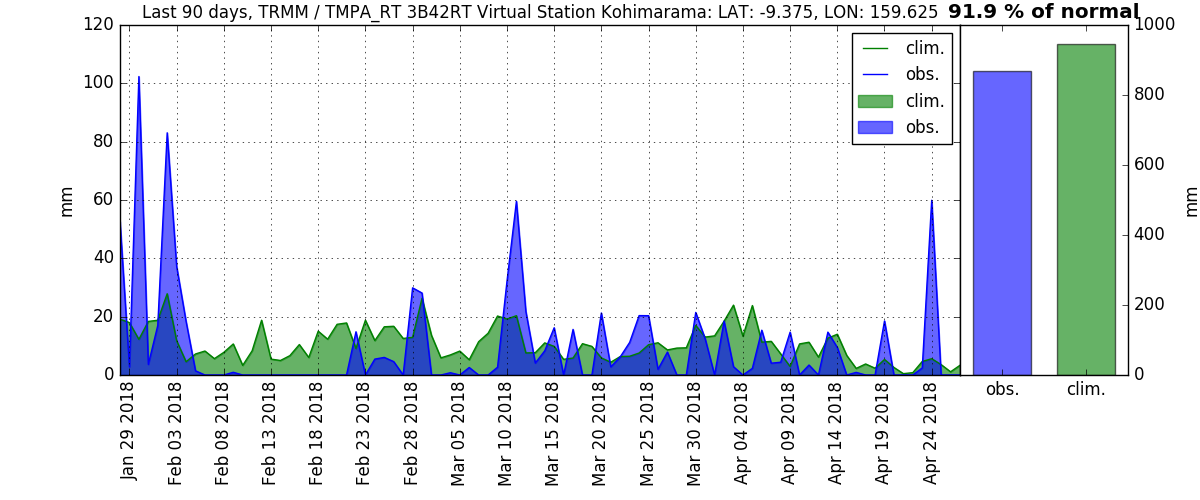 Last 90 days, TRMM / TMPA_RT 3B42RT Virtual Station Kohimarama: LAT: -9.375, LON: 159.625 91.9 % of normal
120
100
80
60
40
20
0
mm
clim.
obs.
clim.
obs.
1000
800
600
400
200
0
mm
Jan 29 2018
Feb 03 2018
Feb 08 2018
Feb 13 2018
Feb 18 2018
Feb 23 2018
Feb 28 2018
Mar 05 2018
Mar 10 2018
Mar 15 2018
Mar 20 2018
Mar 25 2018
Mar 30 2018
Apr 04 2018
Apr 09 2018
Apr 14 2018
Apr 19 2018
Apr 24 2018
obs.
clim.